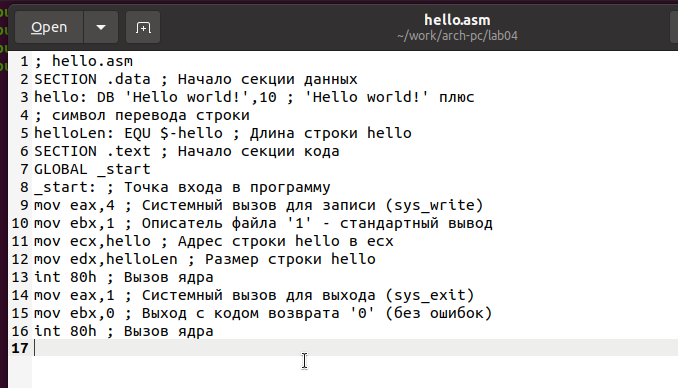 Open
hello.asm
~/work/arch-pc/lab04
1 ; hello.asm
2 SECTION .data ; Начало секции данных
3 hello: DB 'Hello world!',10 ; 'Hello world!' плюс
4 ; символ перевода строки
5 helloLen: EQU $-hello ; Длина строки hello
6 SECTION .text ; Начало секции кода
7 GLOBAL _start
8 _start: ; Точка входа в программу
9 mov eax,4 ; Системный вызов для записи (sys_write)
10 mov ebx,1 ; Описатель файла '1' - стандартный вывод
11 mov ecx,hello ; Адрес строки hello в ecx
12 mov edx,helloLen ; Размер строки hello
13 int 80h ; Вызов ядра
14 mov eax,1 ; Системный вызов для выхода (sys_exit)
15 mov ebx,0 ; Выход с кодом возврата '0' (без ошибок)
16 int 80h ; Вызов ядра
17